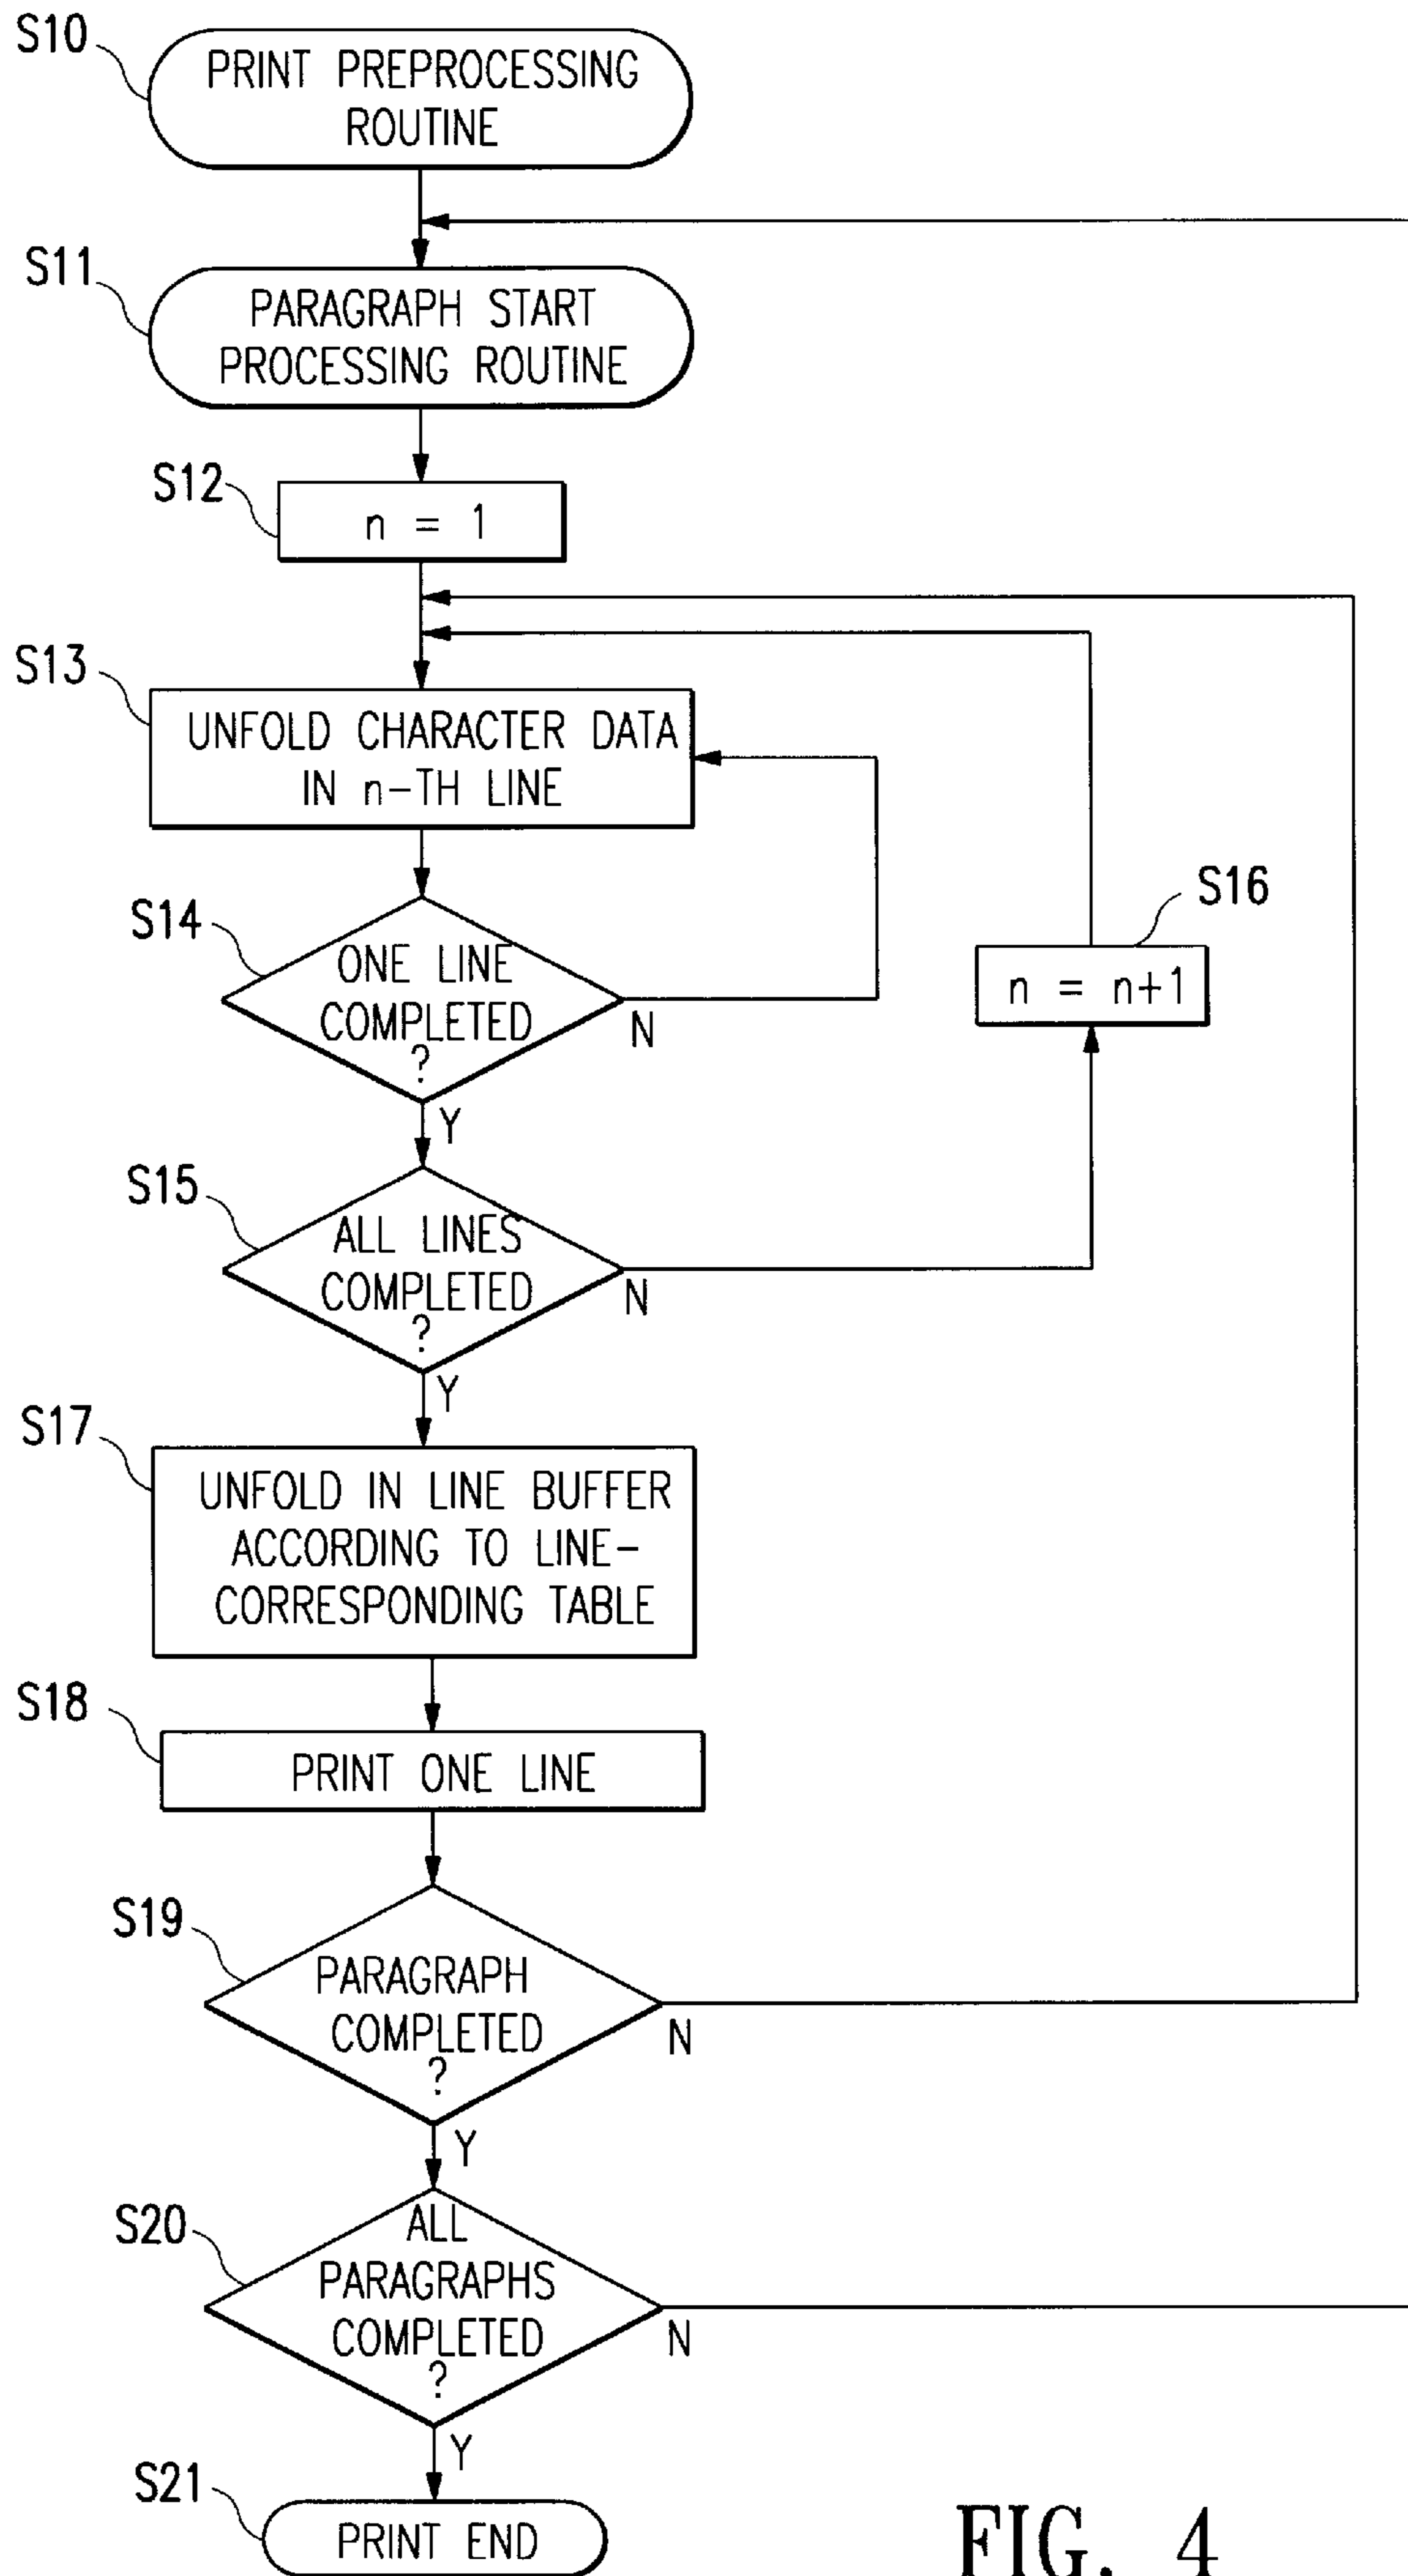 S10
PRINT PREPROCESSING
ROUTINE
S11
PARAGRAPH START
PROCESSING ROUTINE
S12
n = 1
S13
UNFOLD CHARACTER DATA
IN n-TH LINE
S14
ONE LINE
COMPLETED
?
N
Y
S16
n = n+1
S15
ALL LINES
COMPLETED
?
N
Y
S17
UNFOLD IN LINE BUFFER
ACCORDING TO LINE-
CORRESPONDING TABLE
S18
PRINT ONE LINE
S19
PARAGRAPH
COMPLETED
?
N
Y
S20
ALL
PARAGRAPHS
COMPLETED
?
N
Y
S21
PRINT END
FIG. 4